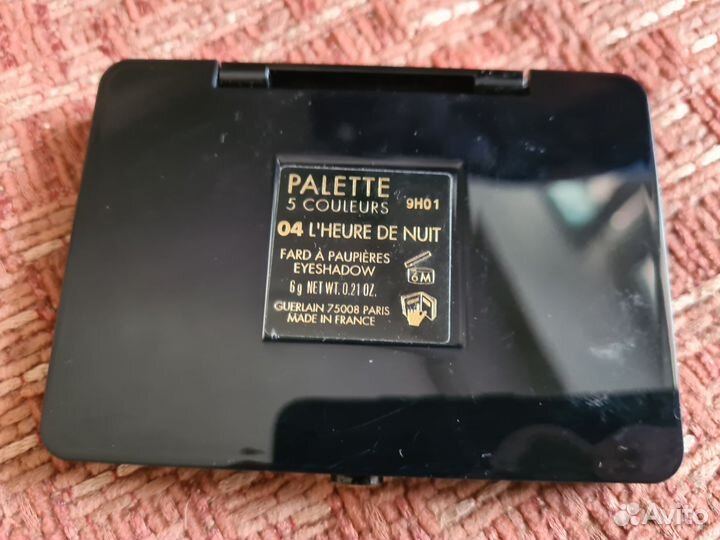 PALETTE
5 COULEURS 9H01
04 L'HEURE DE NUIT
FARD À PAUPIÈRES
EYESHADOW
6M
6g NET WT. 0.21 OZ.
GUERLAIN 75008 PARIS
MADE IN FRANCE
Avito